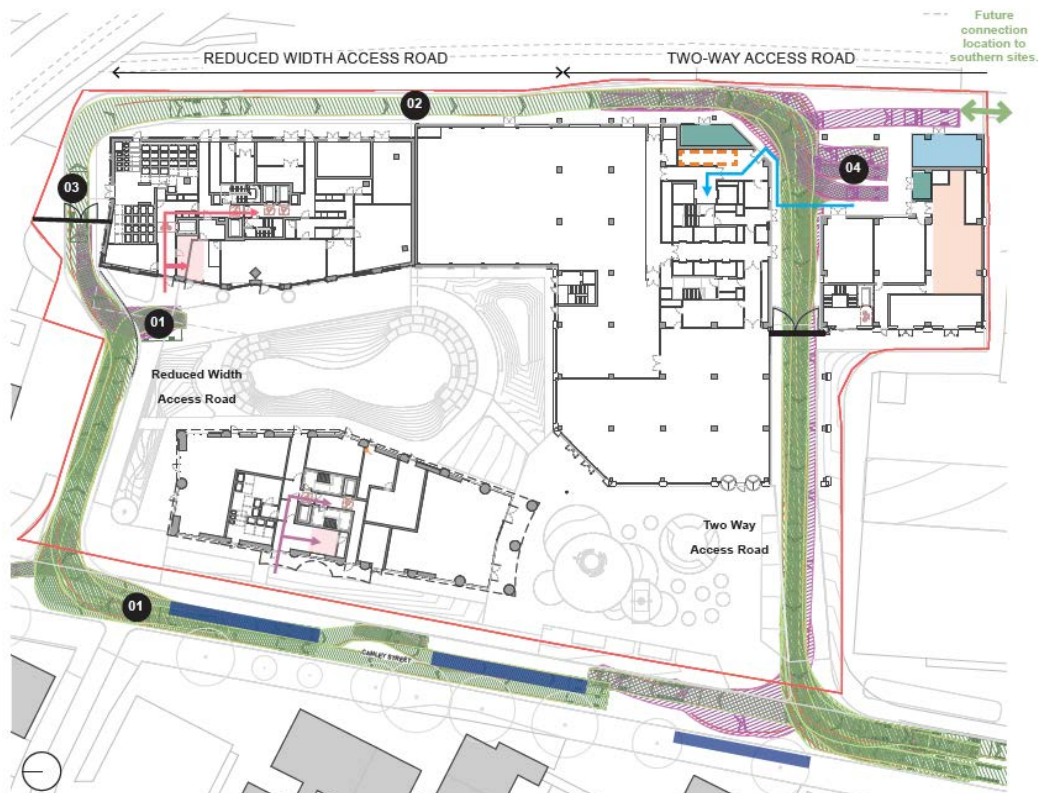 Future
connection
location to
southern sites.
REDUCED WIDTH ACCESS ROAD
TWO-WAY ACCESS ROAD
02
03
04
01
Reduced Width
Access Road
Two Way
Access Road
01
CAMLEY STREET